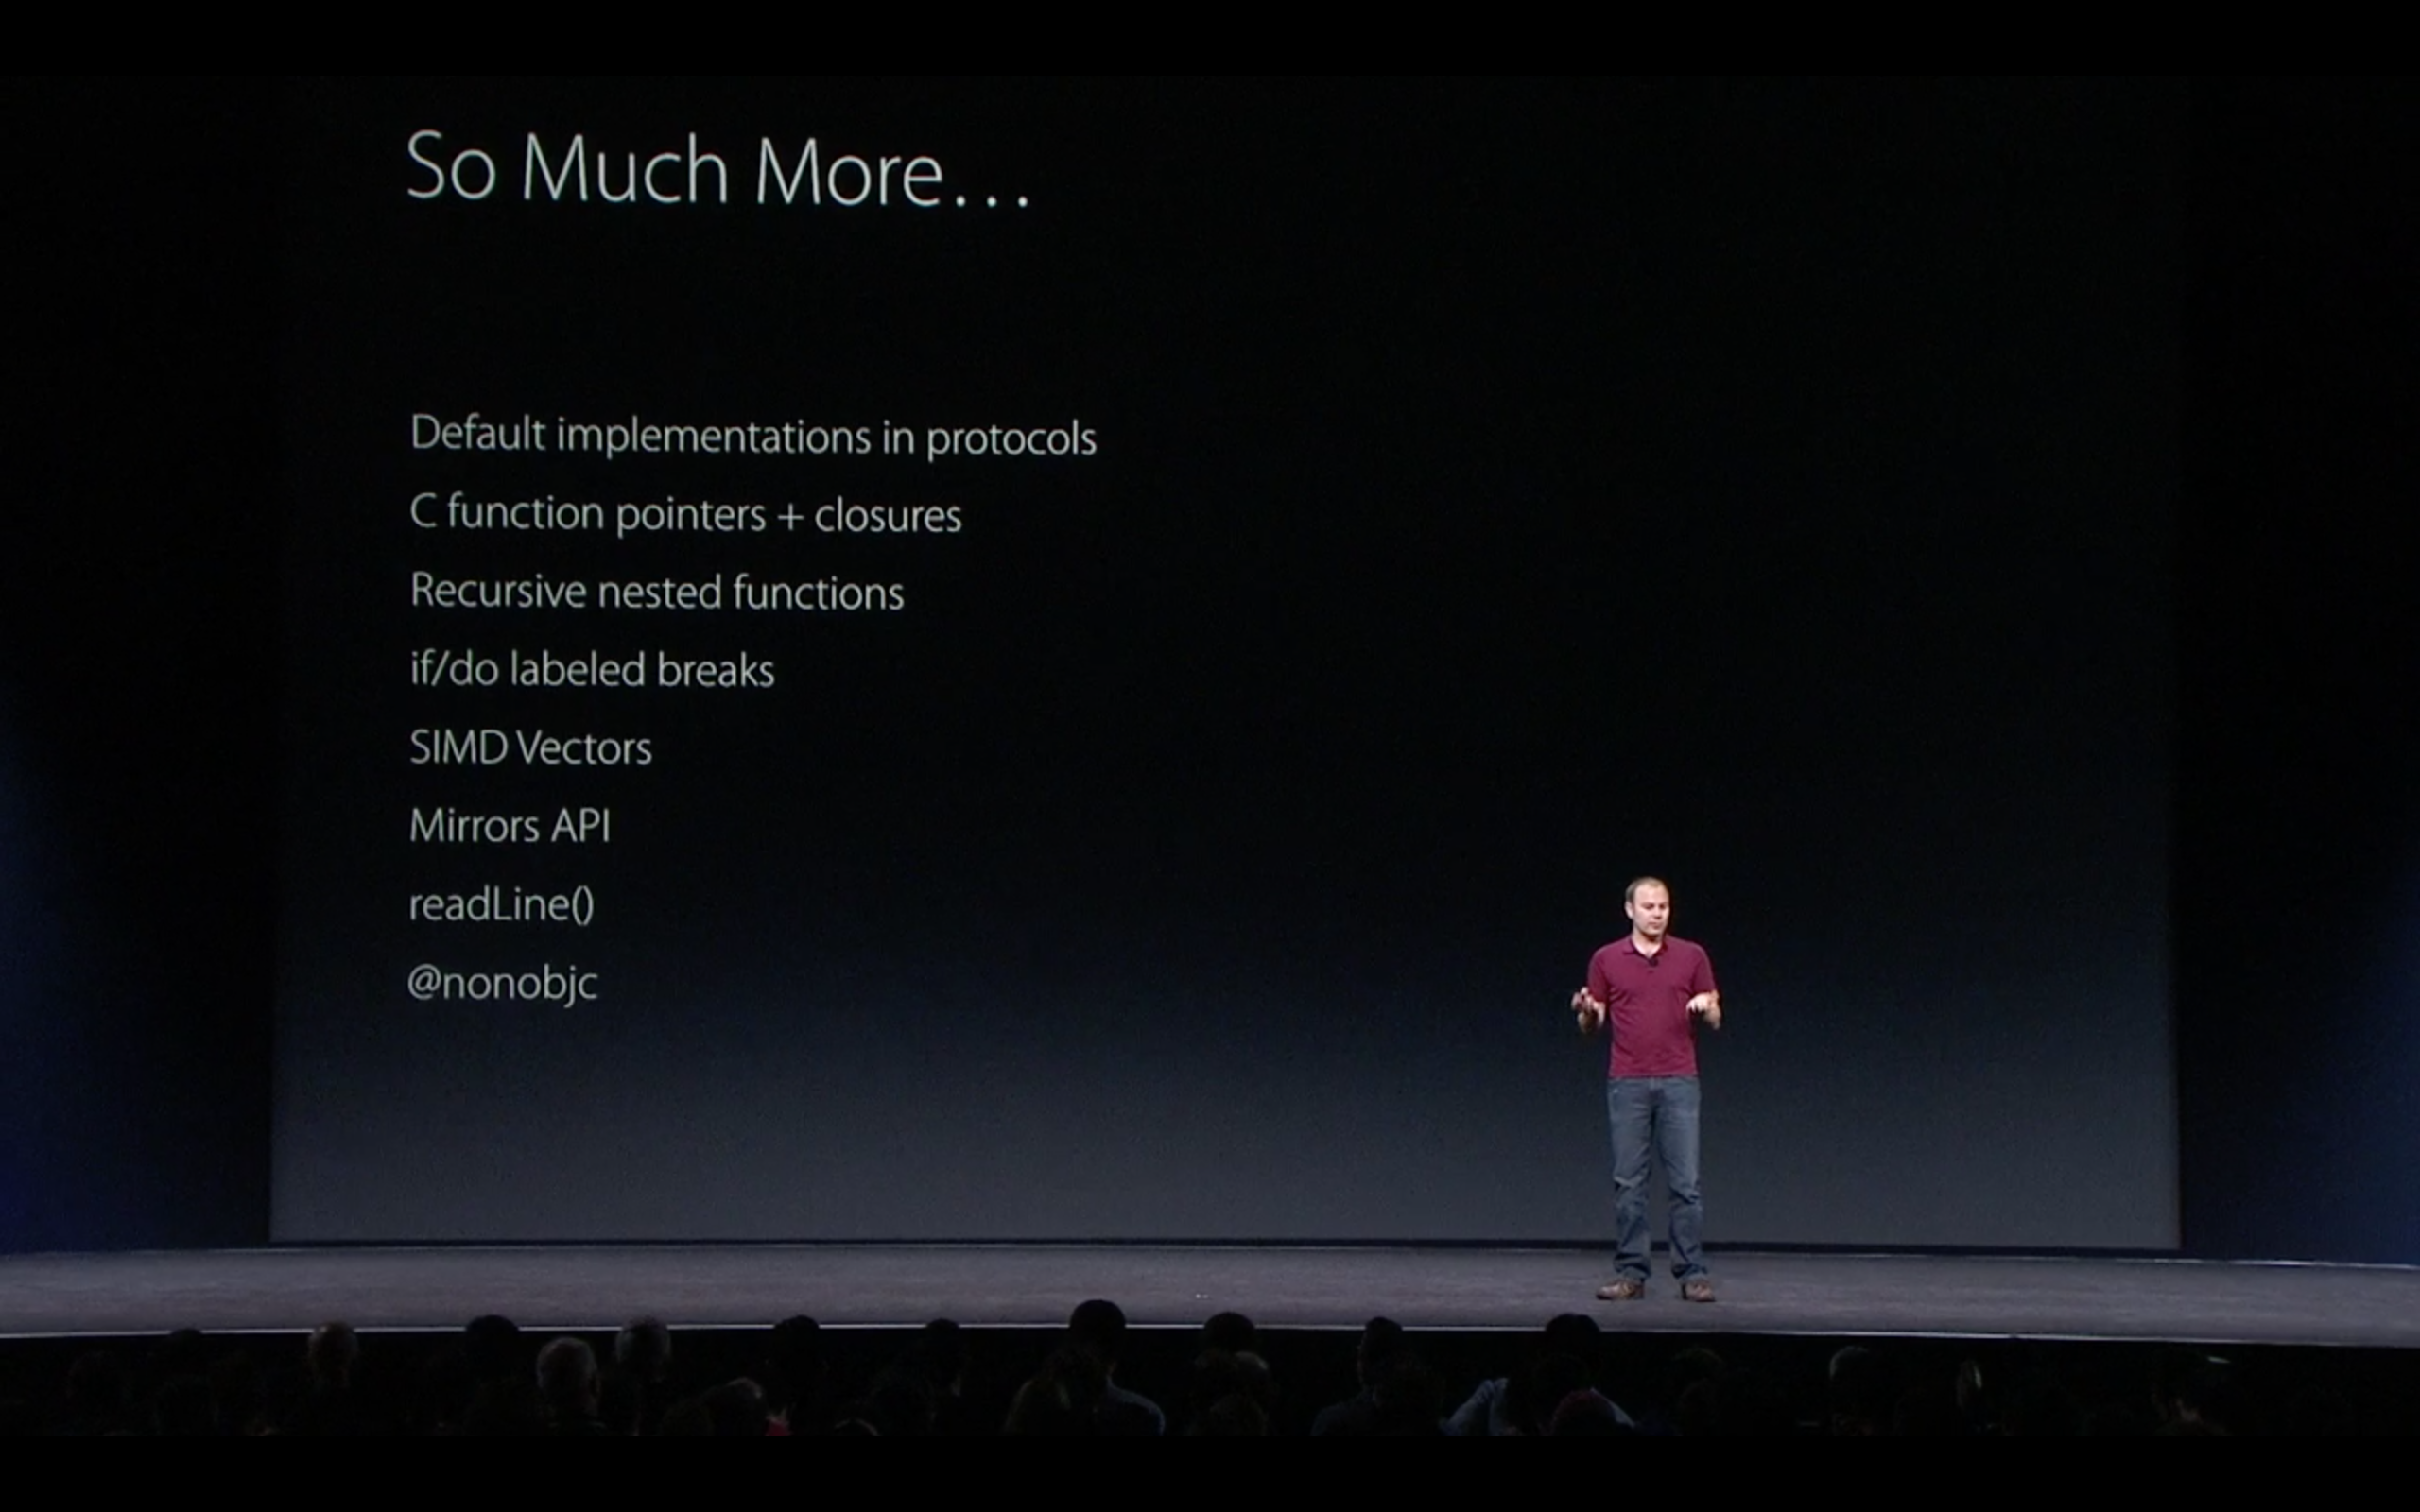 So Much More…
Default implementations in protocols
C function pointers + closures
Recursive nested functions
if/do labeled breaks
SIMD Vectors
Mirrors API
readLine()
@nonobjc